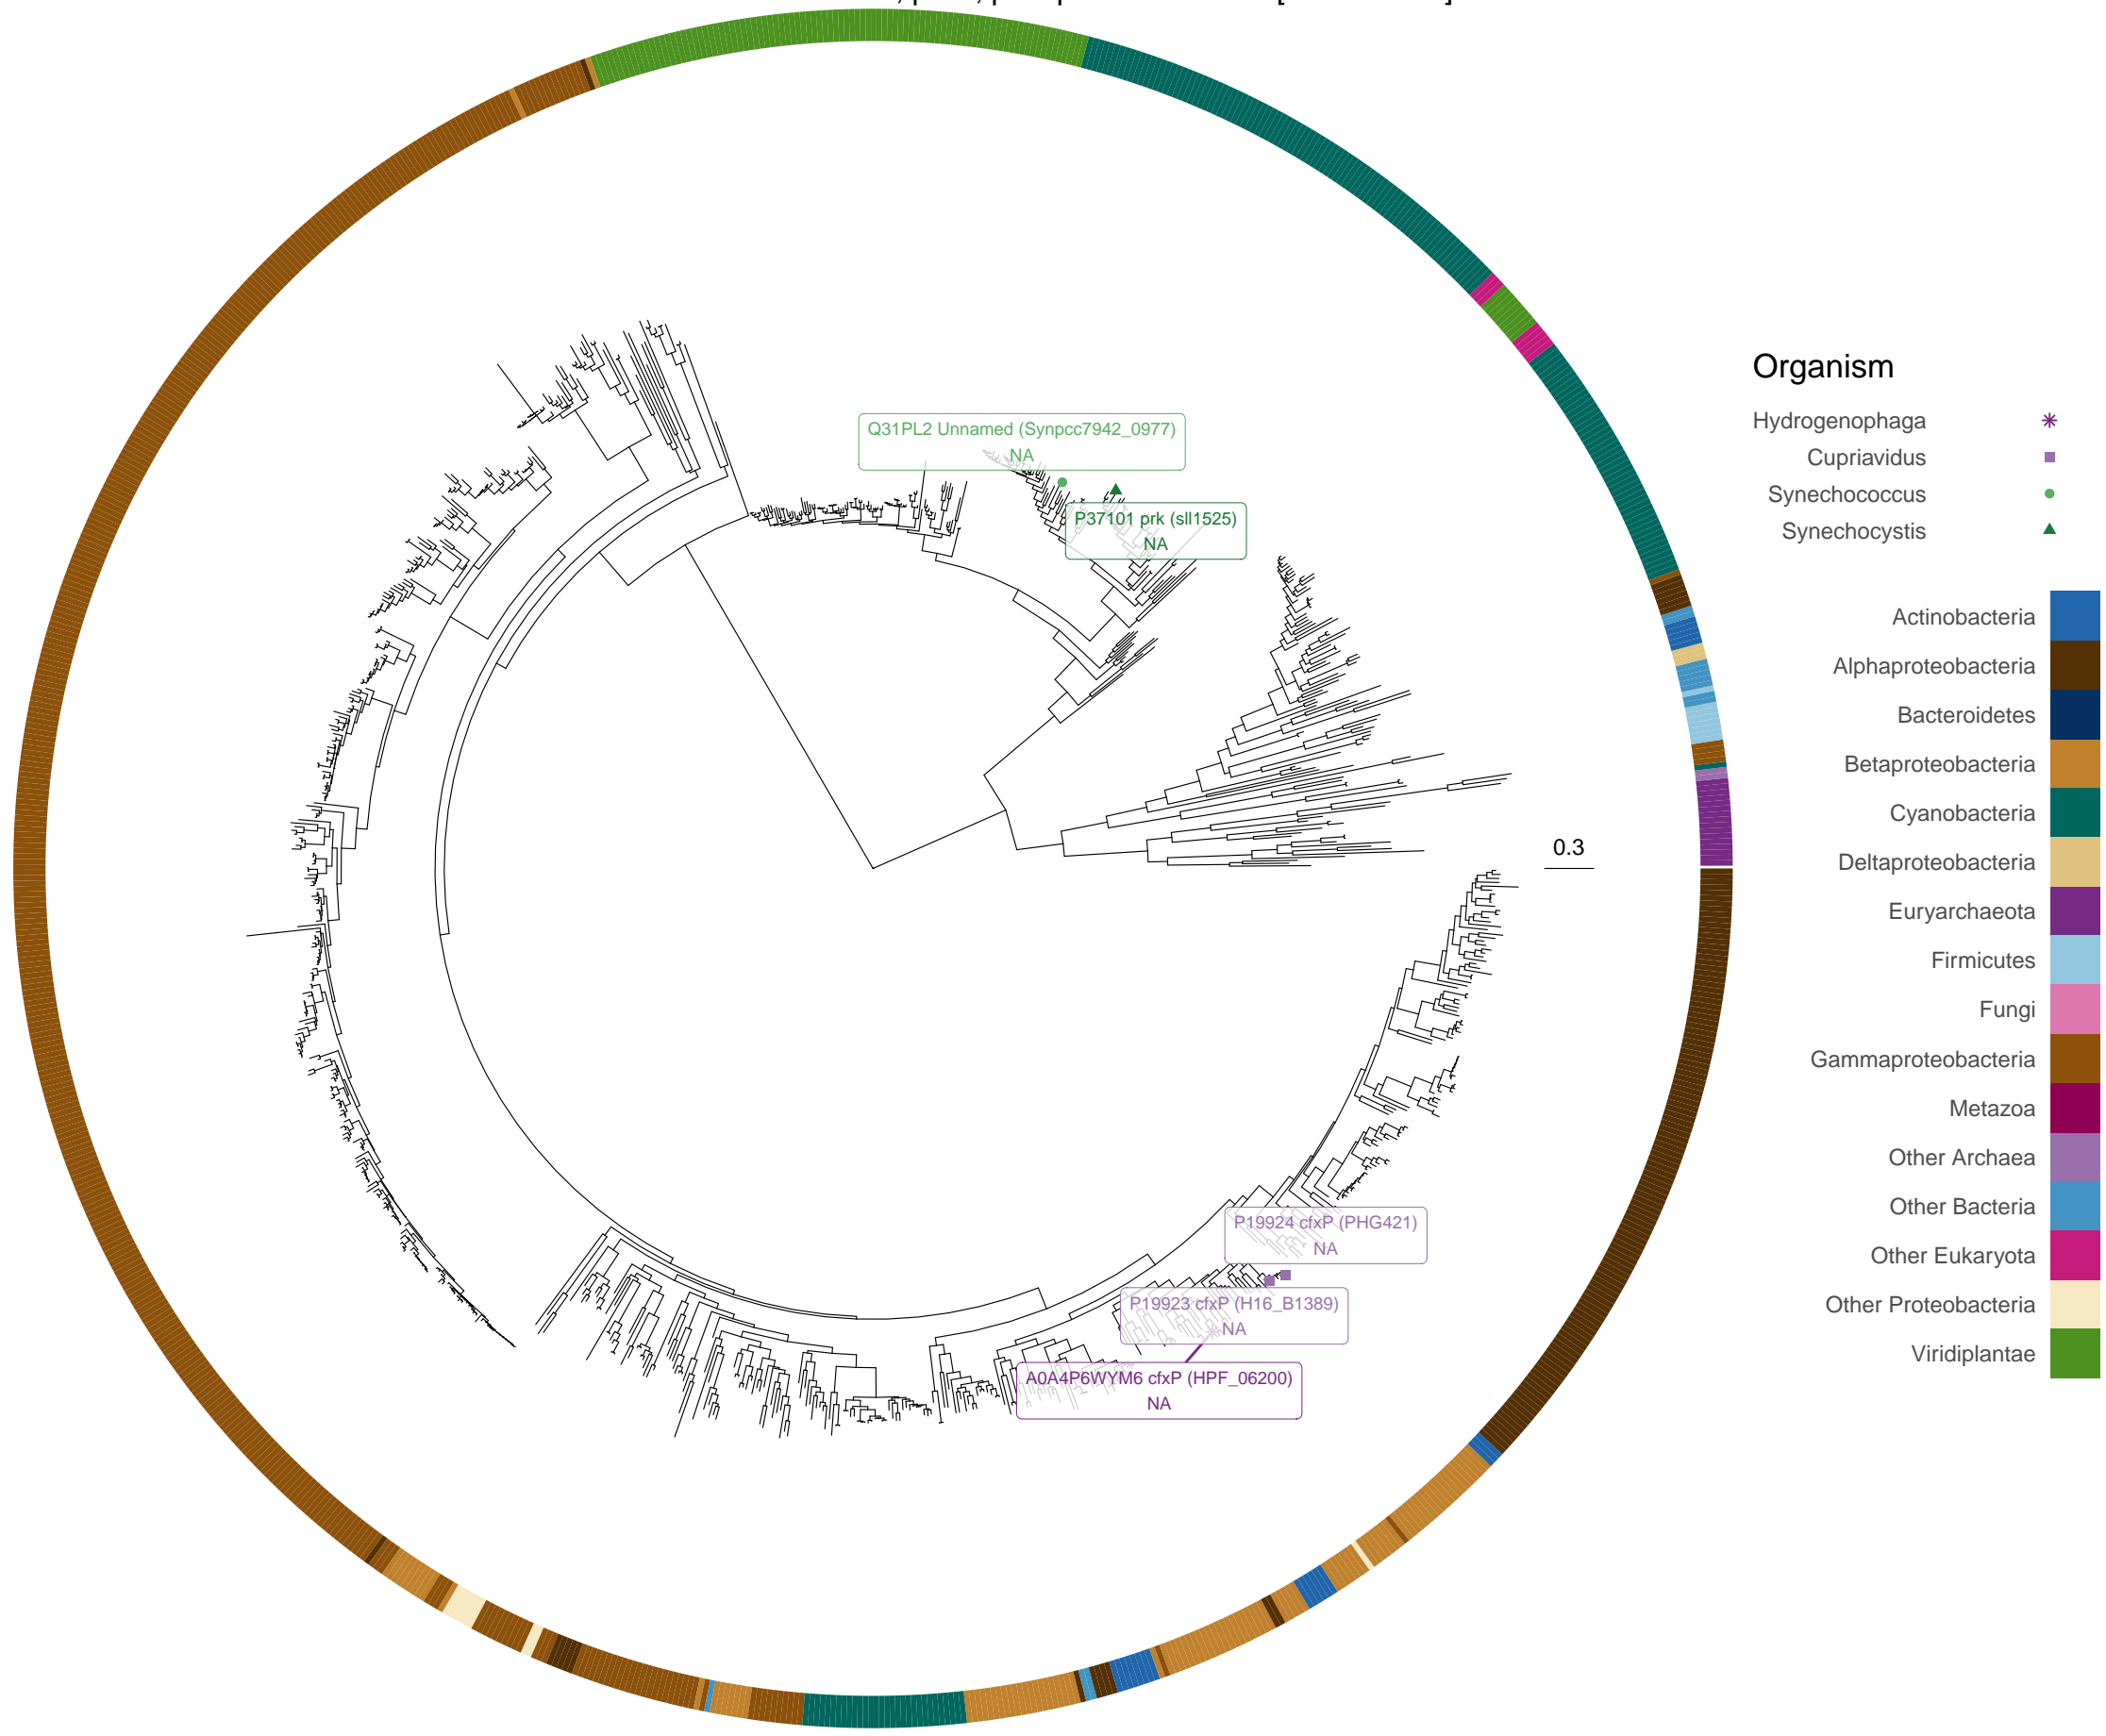 Q31PL2 Unnamed (Synpcc7942_0977)
NA
P37101 prk (sll1525)
NA
0.3
P19924 cfxP (PHG421)
NA
P19923 cfxP (H16_B1389)
NA
A0A4P6WYM6 cfxP (HPF_06200)
NA
Organism
Hydrogenophaga
Cupriavidus
Synechococcus
Synechocystis
Actinobacteria
Alphaproteobacteria
Bacteroidetes
Betaproteobacteria
Cyanobacteria
Deltaproteobacteria
Euryarchaeota
Firmicutes
Fungi
Gammaproteobacteria
Metazoa
Other Archaea
Other Bacteria
Other Eukaryota
Other Proteobacteria
Viridiplantae